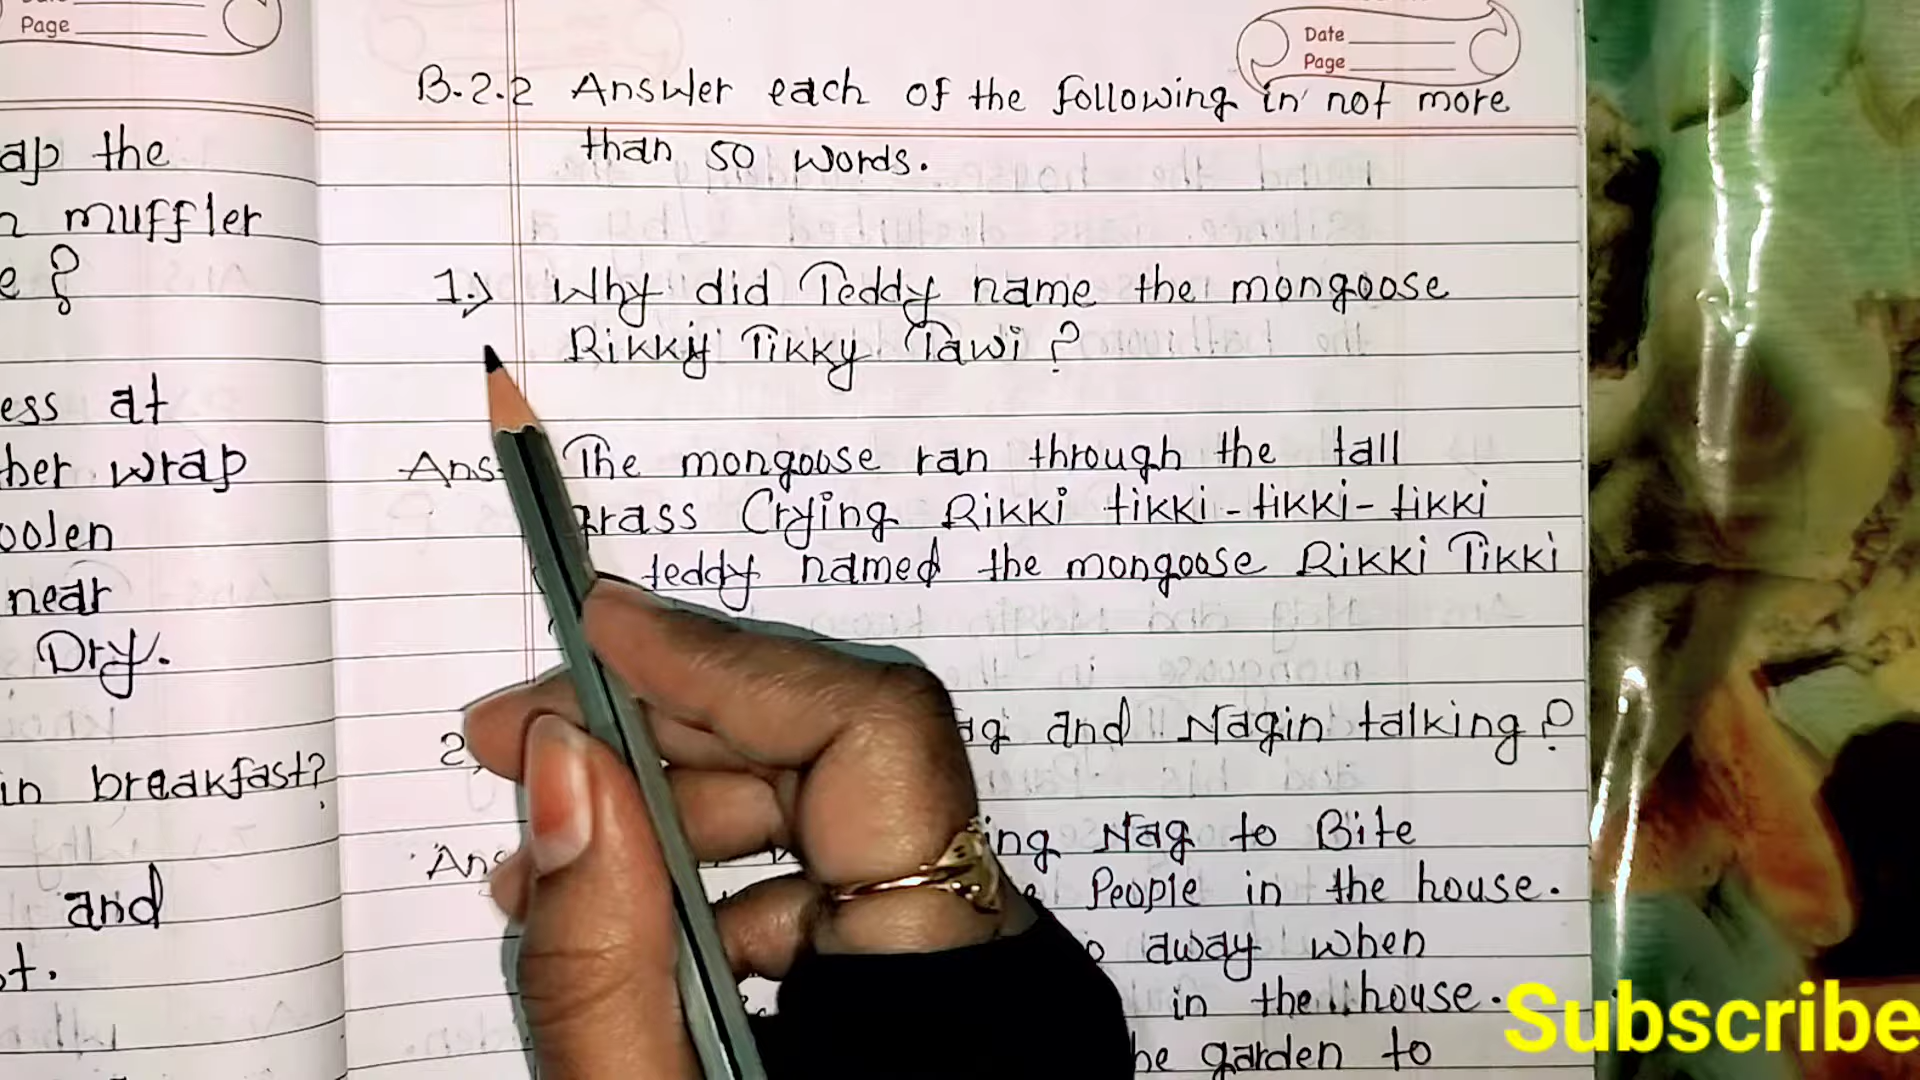 Page
ap the
muffler
e ?
ess at
her wrap
oolen
near
Dry.
in breakfast?
and
t.
Date
Page
B.2.2 Answer each of the following in not more
than 50 words.
1.) Why did Teddy name the mongoose
Rikky Tikky Tawi ?
Ans The mongoose ran through the tall
grass Crying Rikki tikki - tikki - tikki
teddy named the mongoose Rikki Tikki
2 ag and Nagin talking ?
Ans ing Nag to Bite
People in the house.
away when
in the house.
he garden to
Subscribe